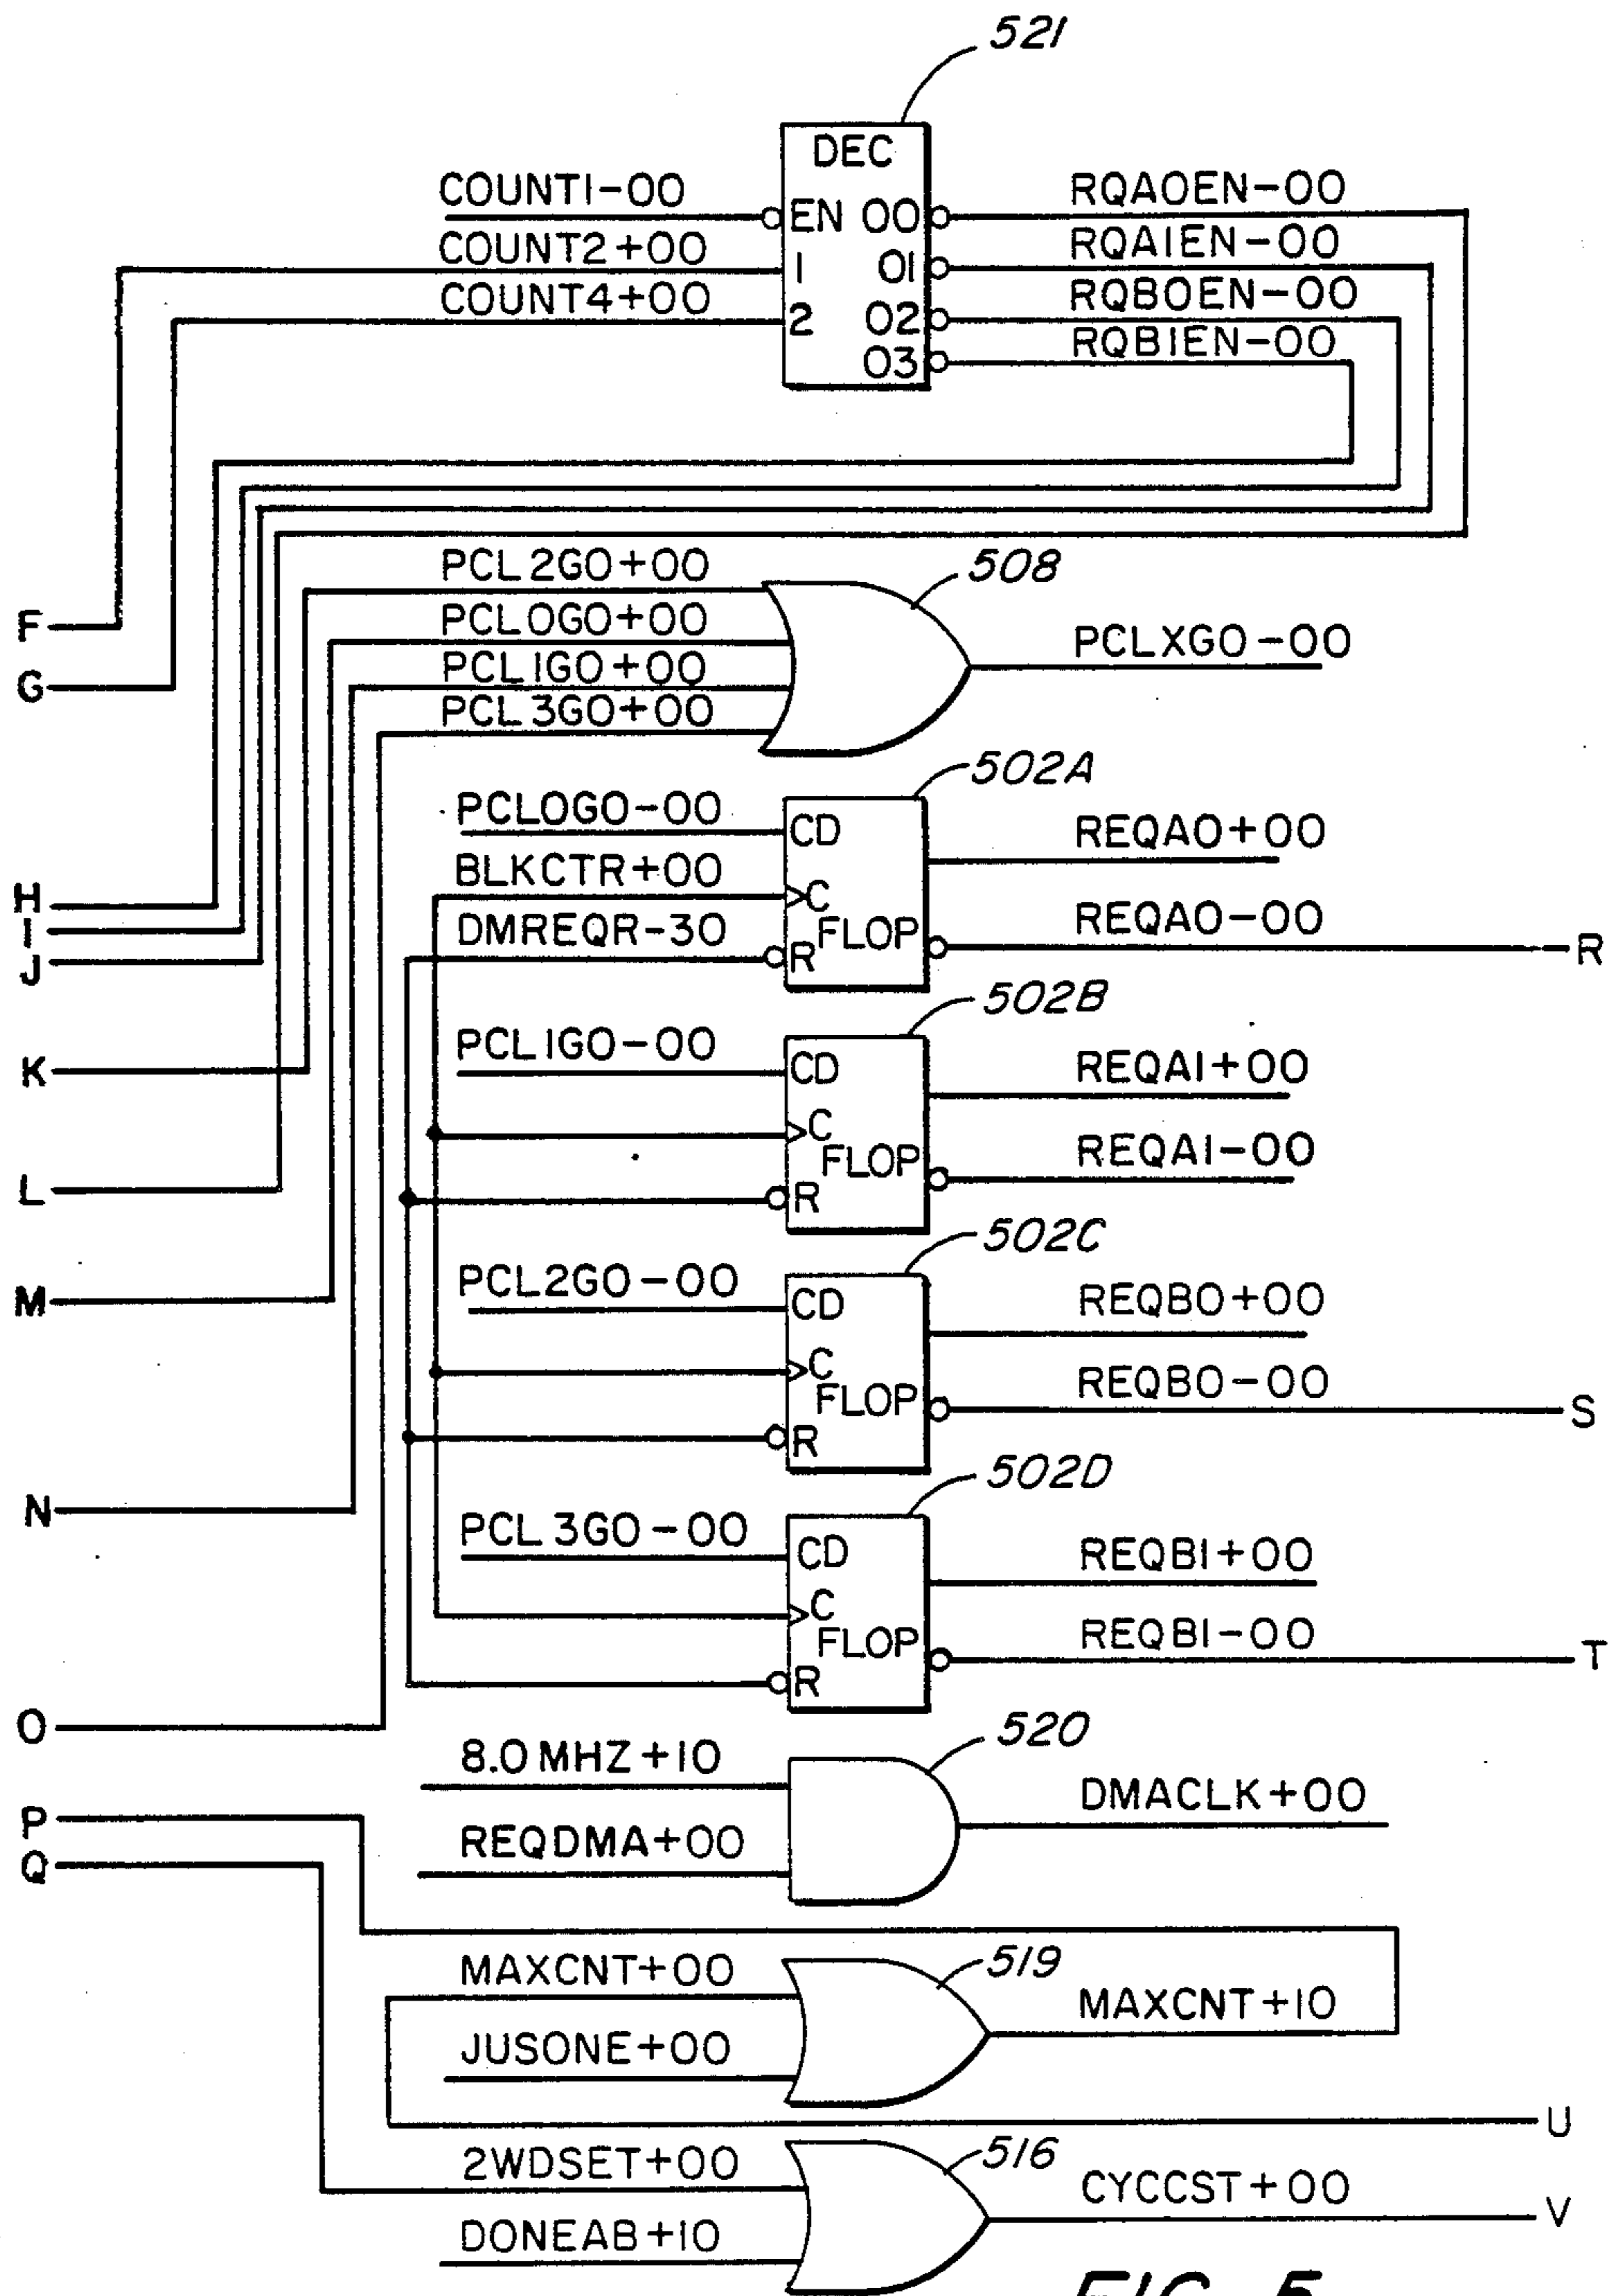 521
DEC
COUNT1-00
EN 00
RQA0EN-00
COUNT2+00
1 01
RQA1EN-00
COUNT4+00
2 02
RQB0EN-00
03
RQB1EN-00
F
G
PCL2GO+00
508
PCL0GO+00
PCL1GO+00
PCL3GO+00
PCLXGO-00
H
I
J
K
L
M
N
O
P
Q
502A
PCL0GO-00
CD
REQA0+00
BLKCTR+00
C
DMREQR-30
FLOP
R
REQA0-00
R
502B
PCL1GO-00
CD
REQA1+00
C
FLOP
R
REQA1-00
502C
PCL2GO-00
CD
REQB0+00
C
FLOP
R
REQB0-00
S
502D
PCL3GO-00
CD
REQB1+00
C
FLOP
R
REQB1-00
T
520
8.0MHZ+10
REQDMA+00
DMACLK+00
519
MAXCNT+00
JUSONE+00
MAXCNT+10
U
516
2WDSET+00
DONEAB+10
CYCCST+00
V
FIG. 5